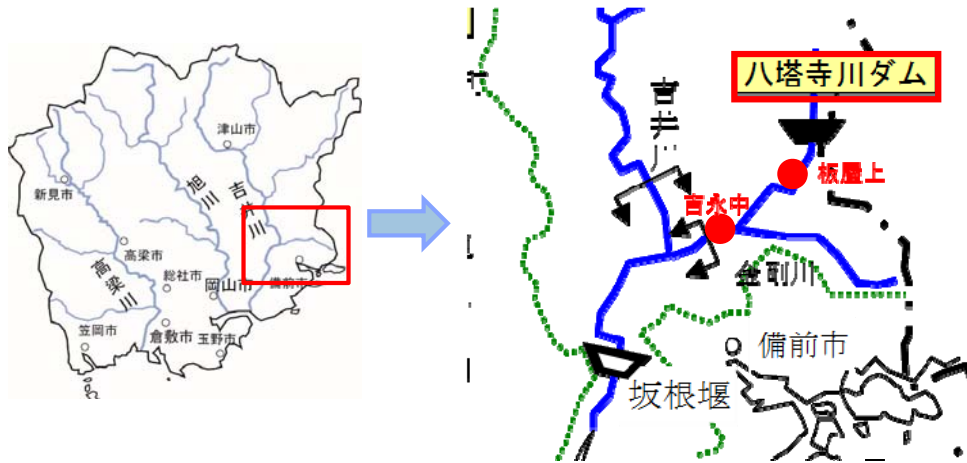 津山市
新見市
旭川
吉井川
高梁市
高梁川
総社市
岡山市
備前市
笠岡市
倉敷市
玉野市
八塔寺川ダム
吉井川
板屋上
吉永中
金剛川
備前市
坂根堰